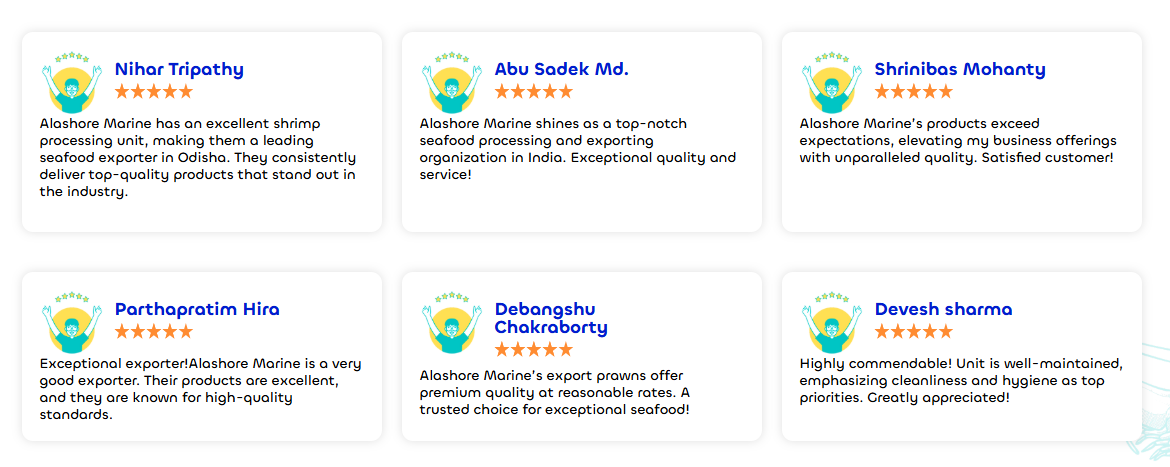 Nihar Tripathy
Alashore Marine has an excellent shrimp
processing unit, making them a leading
seafood exporter in Odisha. They consistently
deliver top-quality products that stand out in
the industry.
Abu Sadek Md.
Alashore Marine shines as a top-notch
seafood processing and exporting
organization in India. Exceptional quality and
service!
Shrinibas Mohanty
Alashore Marine's products exceed
expectations, elevating my business offerings
with unparalleled quality. Satisfied customer!
Parthapratim Hira
Exceptional exporter!Alashore Marine is a very
good exporter. Their products are excellent,
and they are known for high-quality
standards.
Debangshu
Chakraborty
Alashore Marine's export prawns offer
premium quality at reasonable rates. A
trusted choice for exceptional seafood!
Devesh sharma
Highly commendable! Unit is well-maintained,
emphasizing cleanliness and hygiene as top
priorities. Greatly appreciated!